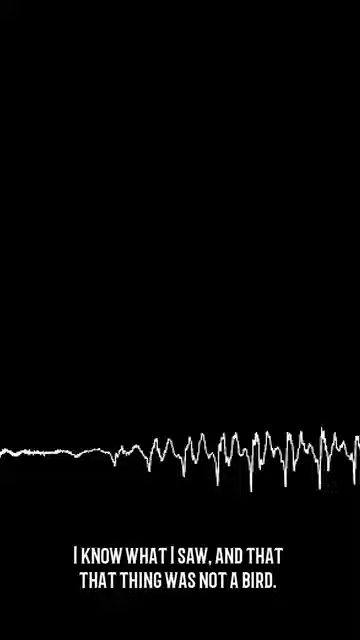 I KNOW WHAT I SAW, AND THAT
THAT THING WAS NOT A BIRD.